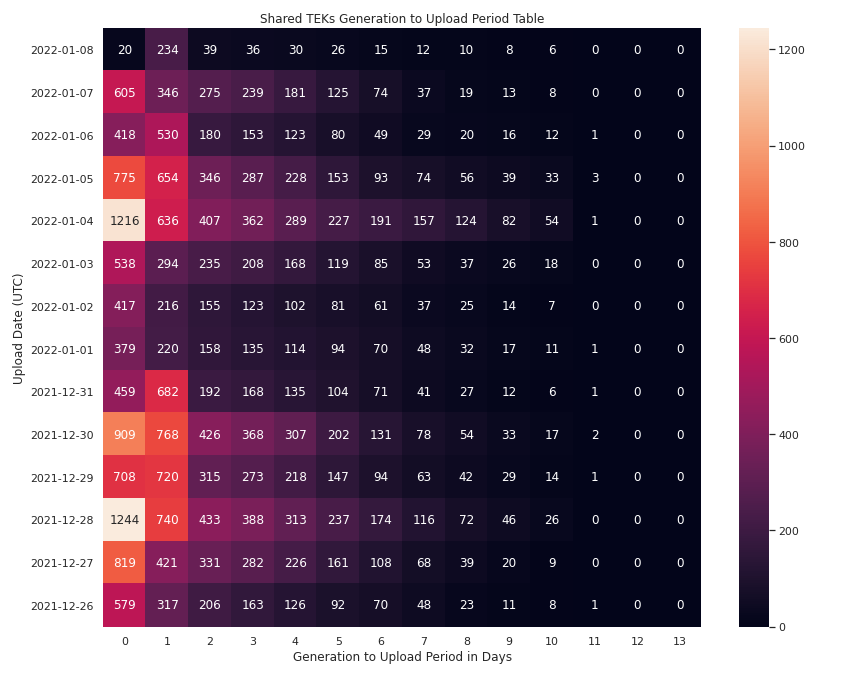 Shared TEKs Generation to Upload Period Table
Upload Date (UTC)
2022-01-08 20 234 39 36 30 26 15 12 10 8 6 0 0 0
2022-01-07 605 346 275 239 181 125 74 37 19 13 8 0 0 0
2022-01-06 418 530 180 153 123 80 49 29 20 16 12 1 0 0
2022-01-05 775 654 346 287 228 153 93 74 56 39 33 3 0 0
2022-01-04 1216 636 407 362 289 227 191 157 124 82 54 1 0 0
2022-01-03 538 294 235 208 168 119 85 53 37 26 18 0 0 0
2022-01-02 417 216 155 123 102 81 61 37 25 14 7 0 0 0
2022-01-01 379 220 158 135 114 94 70 48 32 17 11 1 0 0
2021-12-31 459 682 192 168 135 104 71 41 27 12 6 1 0 0
2021-12-30 909 768 426 368 307 202 131 78 54 33 17 2 0 0
2021-12-29 708 720 315 273 218 147 94 63 42 29 14 1 0 0
2021-12-28 1244 740 433 388 313 237 174 116 72 46 26 0 0 0
2021-12-27 819 421 331 282 226 161 108 68 39 20 9 0 0 0
2021-12-26 579 317 206 163 126 92 70 48 23 11 8 1 0 0
0 1 2 3 4 5 6 7 8 9 10 11 12 13
Generation to Upload Period in Days
1200
1000
800
600
400
200
0